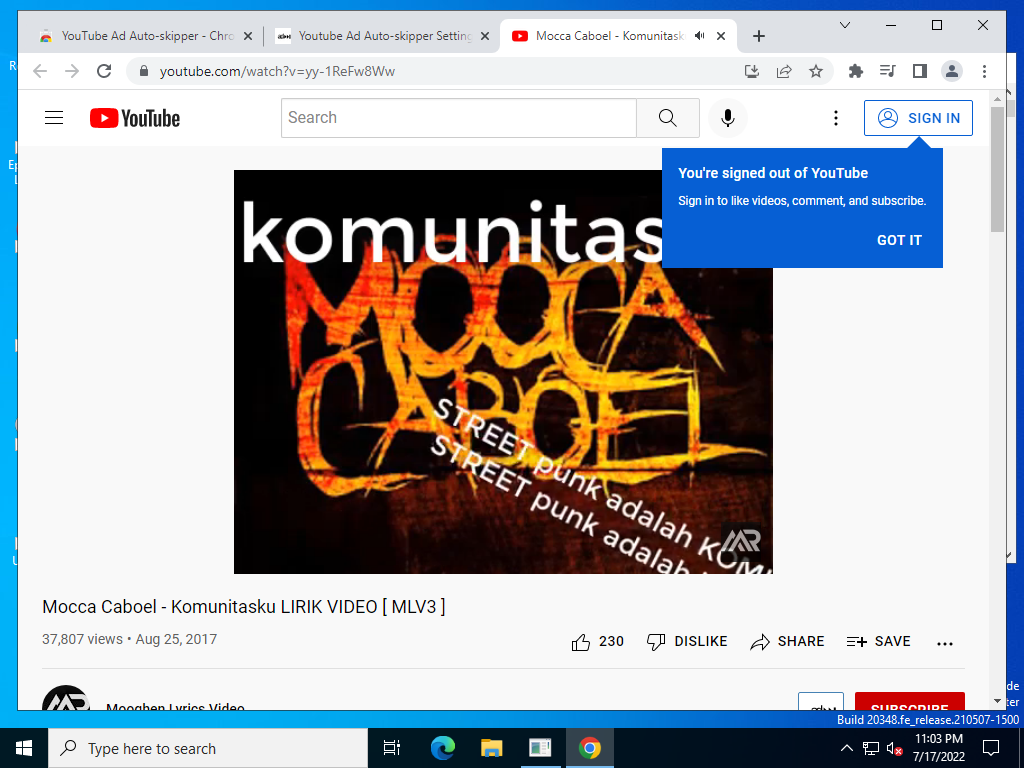 YouTube Ad Auto-skipper - Chro
Youtube Ad Auto-skipper Setting
Mocca Caboel - Komunitask
youtube.com/watch?v=yy-1ReFw8Ww
YouTube
Search
SIGN IN
You're signed out of YouTube
Sign in to like videos, comment, and subscribe.
GOT IT
komunitas
MOCCA
CABOEL
STREET punk adalah KOM
STREET punk adalah
MR
Mocca Caboel - Komunitasku LIRIK VIDEO [ MLV3 ]
37,807 views • Aug 25, 2017
230
DISLIKE
SHARE
SAVE
Mooghen Lyrics Video
SUBSCRIBE
Build 20348.fe_release.210507-1500
Type here to search
11:03 PM
7/17/2022